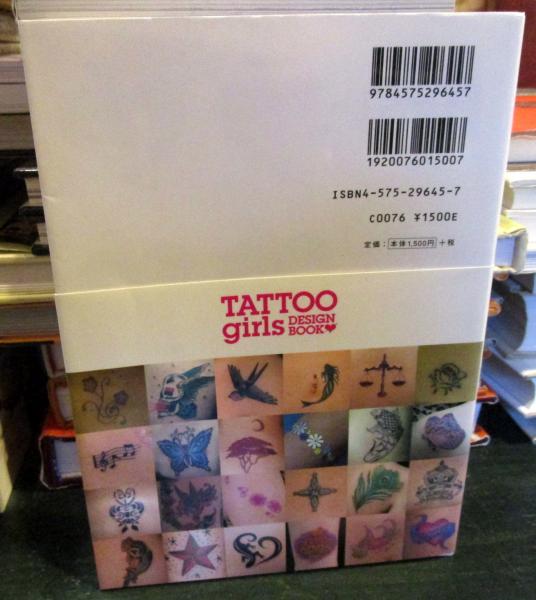 9784575296457
1920076015007
ISBN4-575-29645-7
C0076 ¥1500E
定価：本体1,500円＋税
TATTOO
girls DESIGN BOOK